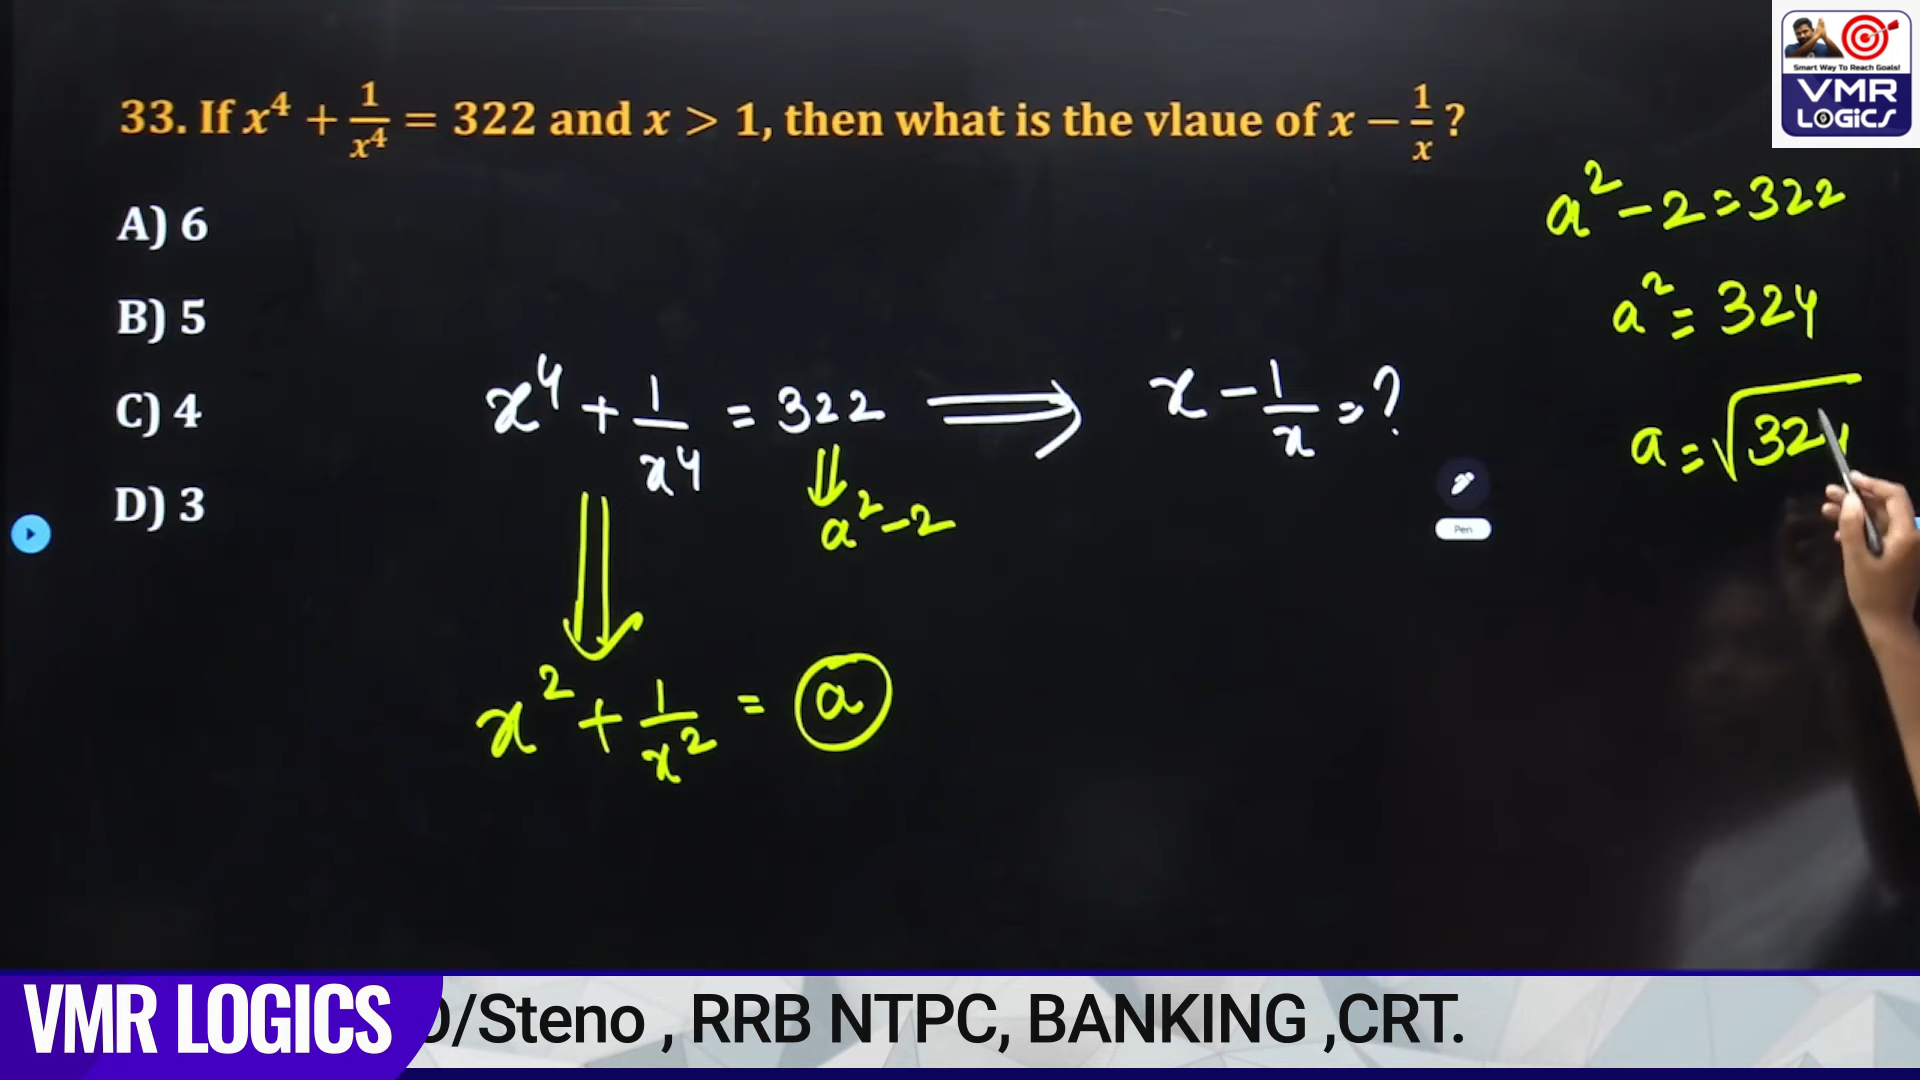 33. If x⁴ + 1/x⁴ = 322 and x > 1, then what is the vlaue of x − 1/x ?
A) 6
B) 5
C) 4
D) 3
x⁴ + 1/x⁴ = 322 ⟹ x − 1/x = ?
a² − 2
x² + 1/x² = a
a² − 2 = 322
a² = 324
a = √324
Pen
Smart Way To Reach Goals!
VMR
LOGICS
VMR LOGICS
O/Steno , RRB NTPC, BANKING ,CRT.